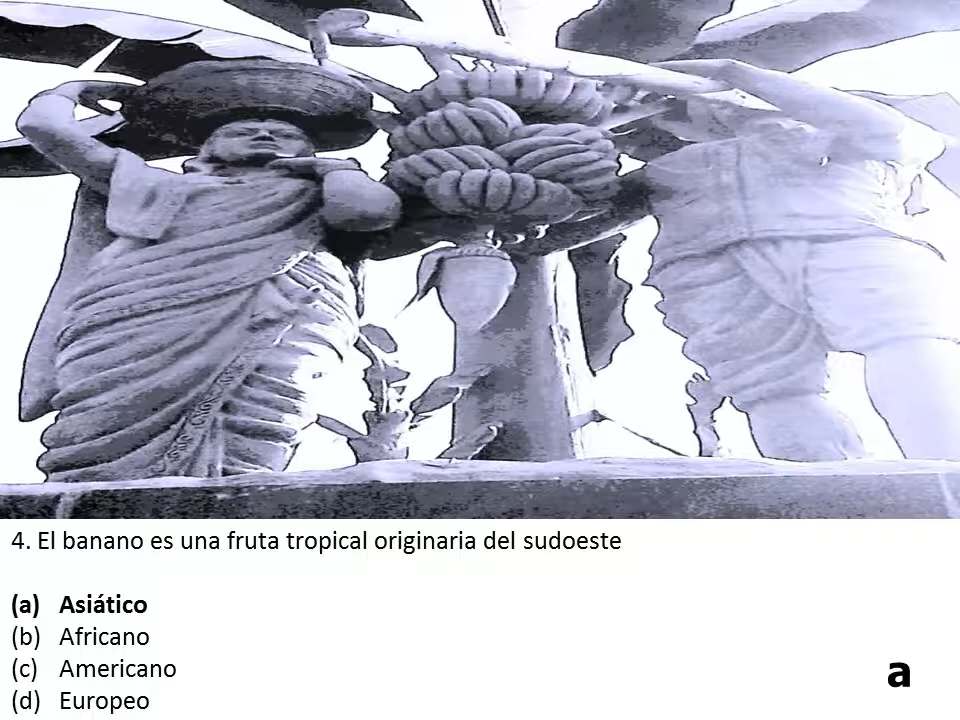 4. El banano es una fruta tropical originaria del sudoeste
(a) Asiático
(b) Africano
(c) Americano
(d) Europeo
a